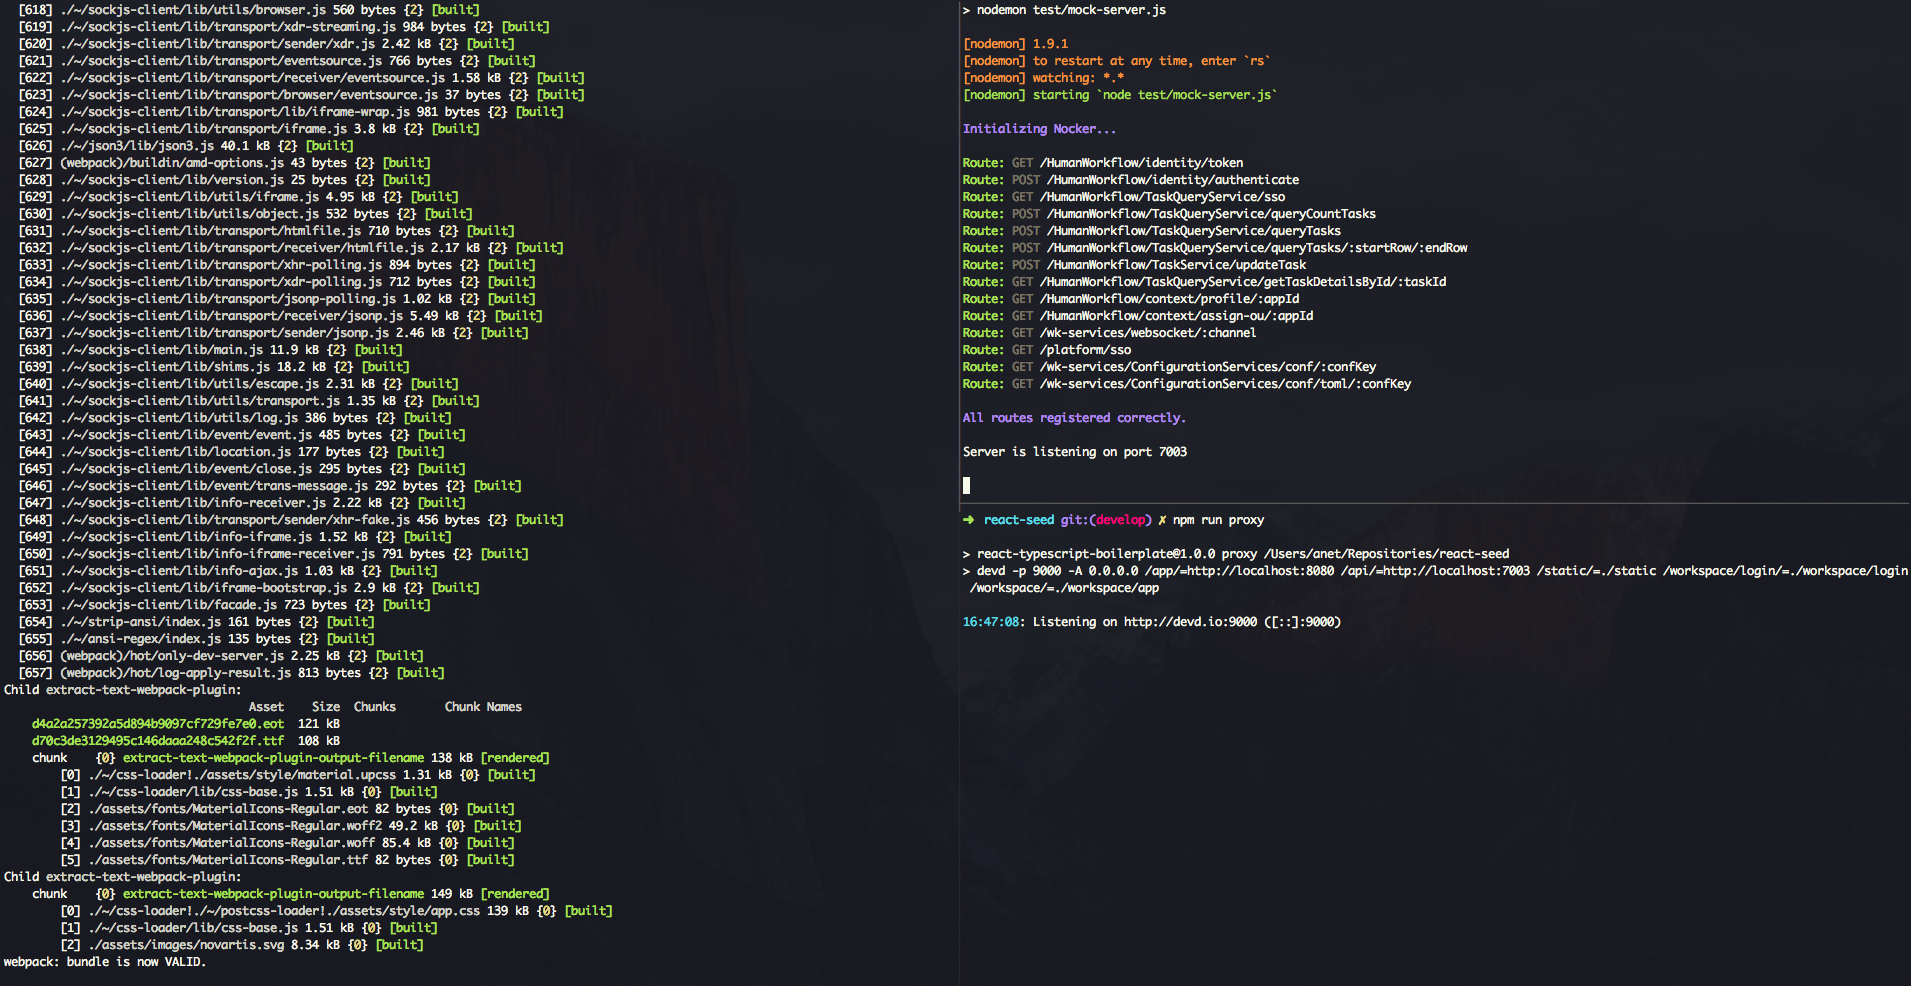 [618] ./~/sockjs-client/lib/utils/browser.js 560 bytes {2} [built]
[619] ./~/sockjs-client/lib/transport/xdr-streaming.js 984 bytes {2} [built]
[620] ./~/sockjs-client/lib/transport/sender/xdr.js 2.42 kB {2} [built]
[621] ./~/sockjs-client/lib/transport/eventsource.js 766 bytes {2} [built]
[622] ./~/sockjs-client/lib/transport/receiver/eventsource.js 1.58 kB {2} [built]
[623] ./~/sockjs-client/lib/transport/browser/eventsource.js 37 bytes {2} [built]
[624] ./~/sockjs-client/lib/transport/lib/iframe-wrap.js 981 bytes {2} [built]
[625] ./~/sockjs-client/lib/transport/iframe.js 3.8 kB {2} [built]
[626] ./~/json3/lib/json3.js 40.1 kB {2} [built]
[627] (webpack)/buildin/amd-options.js 43 bytes {2} [built]
[628] ./~/sockjs-client/lib/version.js 25 bytes {2} [built]
[629] ./~/sockjs-client/lib/utils/iframe.js 4.95 kB {2} [built]
[630] ./~/sockjs-client/lib/utils/object.js 532 bytes {2} [built]
[631] ./~/sockjs-client/lib/transport/htmlfile.js 710 bytes {2} [built]
[632] ./~/sockjs-client/lib/transport/receiver/htmlfile.js 2.17 kB {2} [built]
[633] ./~/sockjs-client/lib/transport/xhr-polling.js 894 bytes {2} [built]
[634] ./~/sockjs-client/lib/transport/xdr-polling.js 712 bytes {2} [built]
[635] ./~/sockjs-client/lib/transport/jsonp-polling.js 1.02 kB {2} [built]
[636] ./~/sockjs-client/lib/transport/receiver/jsonp.js 5.49 kB {2} [built]
[637] ./~/sockjs-client/lib/transport/sender/jsonp.js 2.46 kB {2} [built]
[638] ./~/sockjs-client/lib/main.js 11.9 kB {2} [built]
[639] ./~/sockjs-client/lib/shims.js 18.2 kB {2} [built]
[640] ./~/sockjs-client/lib/utils/escape.js 2.31 kB {2} [built]
[641] ./~/sockjs-client/lib/utils/transport.js 1.35 kB {2} [built]
[642] ./~/sockjs-client/lib/utils/log.js 386 bytes {2} [built]
[643] ./~/sockjs-client/lib/event/event.js 485 bytes {2} [built]
[644] ./~/sockjs-client/lib/location.js 177 bytes {2} [built]
[645] ./~/sockjs-client/lib/event/close.js 295 bytes {2} [built]
[646] ./~/sockjs-client/lib/event/trans-message.js 292 bytes {2} [built]
[647] ./~/sockjs-client/lib/info-receiver.js 2.22 kB {2} [built]
[648] ./~/sockjs-client/lib/transport/sender/xhr-fake.js 456 bytes {2} [built]
[649] ./~/sockjs-client/lib/info-iframe.js 1.52 kB {2} [built]
[650] ./~/sockjs-client/lib/info-iframe-receiver.js 791 bytes {2} [built]
[651] ./~/sockjs-client/lib/info-ajax.js 1.03 kB {2} [built]
[652] ./~/sockjs-client/lib/iframe-bootstrap.js 2.9 kB {2} [built]
[653] ./~/sockjs-client/lib/facade.js 723 bytes {2} [built]
[654] ./~/strip-ansi/index.js 161 bytes {2} [built]
[655] ./~/ansi-regex/index.js 135 bytes {2} [built]
[656] (webpack)/hot/only-dev-server.js 2.25 kB {2} [built]
[657] (webpack)/hot/log-apply-result.js 813 bytes {2} [built]
Child extract-text-webpack-plugin:
Asset Size Chunks Chunk Names
d4a2a257392a5d894b9097cf729fe7e0.eot 121 kB
d70c3de3129495c146daaa248c542f2f.ttf 108 kB
chunk {0} extract-text-webpack-plugin-output-filename 138 kB [rendered]
[0] ./~/css-loader!./assets/style/material.upcss 1.31 kB {0} [built]
[1] ./~/css-loader/lib/css-base.js 1.51 kB {0} [built]
[2] ./assets/fonts/MaterialIcons-Regular.eot 82 bytes {0} [built]
[3] ./assets/fonts/MaterialIcons-Regular.woff2 49.2 kB {0} [built]
[4] ./assets/fonts/MaterialIcons-Regular.woff 85.4 kB {0} [built]
[5] ./assets/fonts/MaterialIcons-Regular.ttf 82 bytes {0} [built]
Child extract-text-webpack-plugin:
chunk {0} extract-text-webpack-plugin-output-filename 149 kB [rendered]
[0] ./~/css-loader!./~/postcss-loader!./assets/style/app.css 139 kB {0} [built]
[1] ./~/css-loader/lib/css-base.js 1.51 kB {0} [built]
[2] ./assets/images/novartis.svg 8.34 kB {0} [built]
webpack: bundle is now VALID.
> nodemon test/mock-server.js
[nodemon] 1.9.1
[nodemon] to restart at any time, enter `rs`
[nodemon] watching: *.*
[nodemon] starting `node test/mock-server.js`
Initializing Nocker...
Route: GET /HumanWorkflow/identity/token
Route: POST /HumanWorkflow/identity/authenticate
Route: GET /HumanWorkflow/TaskQueryService/sso
Route: POST /HumanWorkflow/TaskQueryService/queryCountTasks
Route: POST /HumanWorkflow/TaskQueryService/queryTasks
Route: POST /HumanWorkflow/TaskQueryService/queryTasks/:startRow/:endRow
Route: POST /HumanWorkflow/TaskService/updateTask
Route: GET /HumanWorkflow/TaskQueryService/getTaskDetailsById/:taskId
Route: GET /HumanWorkflow/context/profile/:appId
Route: GET /HumanWorkflow/context/assign-ou/:appId
Route: GET /wk-services/websocket/:channel
Route: GET /platform/sso
Route: GET /wk-services/ConfigurationServices/conf/:confKey
Route: GET /wk-services/ConfigurationServices/conf/toml/:confKey
All routes registered correctly.
Server is listening on port 7003
➜ react-seed git:(develop) ✗ npm run proxy
> react-typescript-boilerplate@1.0.0 proxy /Users/anet/Repositories/react-seed
> devd -p 9000 -A 0.0.0.0 /app/=http://localhost:8080 /api/=http://localhost:7003 /static/=./static /workspace/login/=./workspace/login
/workspace/=./workspace/app
16:47:08: Listening on http://devd.io:9000 ([::]:9000)